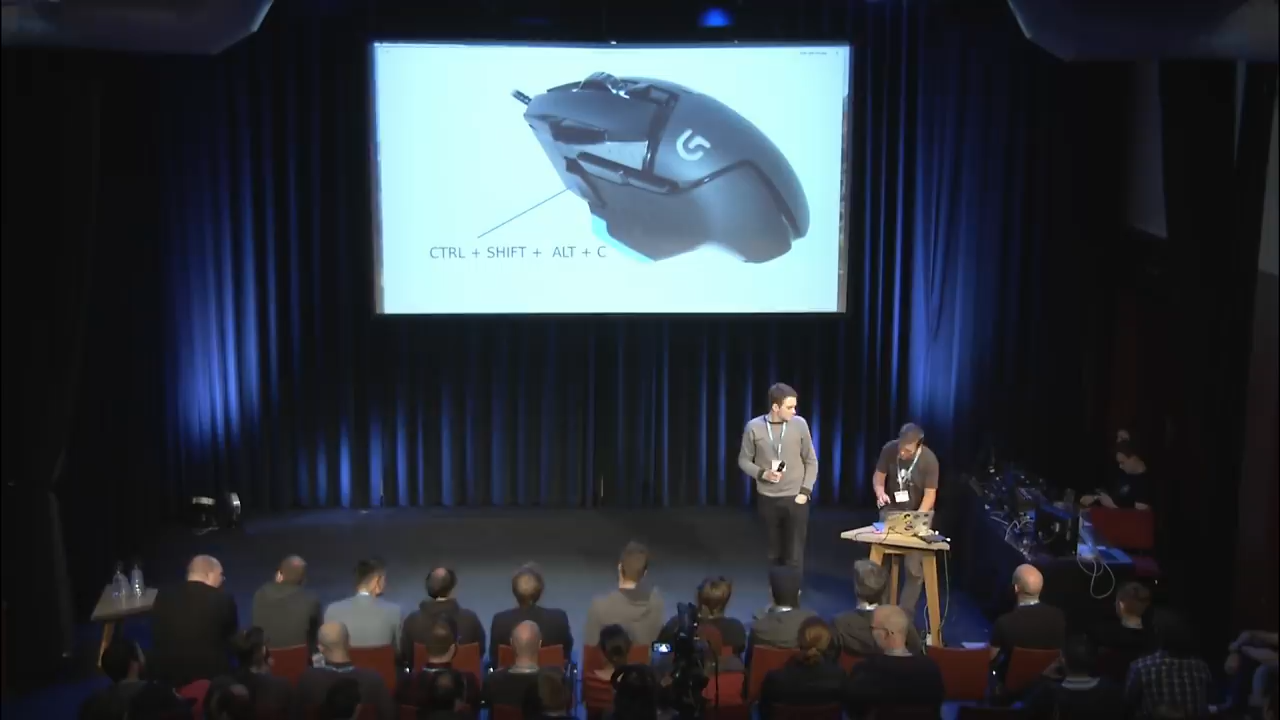 CTRL + SHIFT + ALT + C